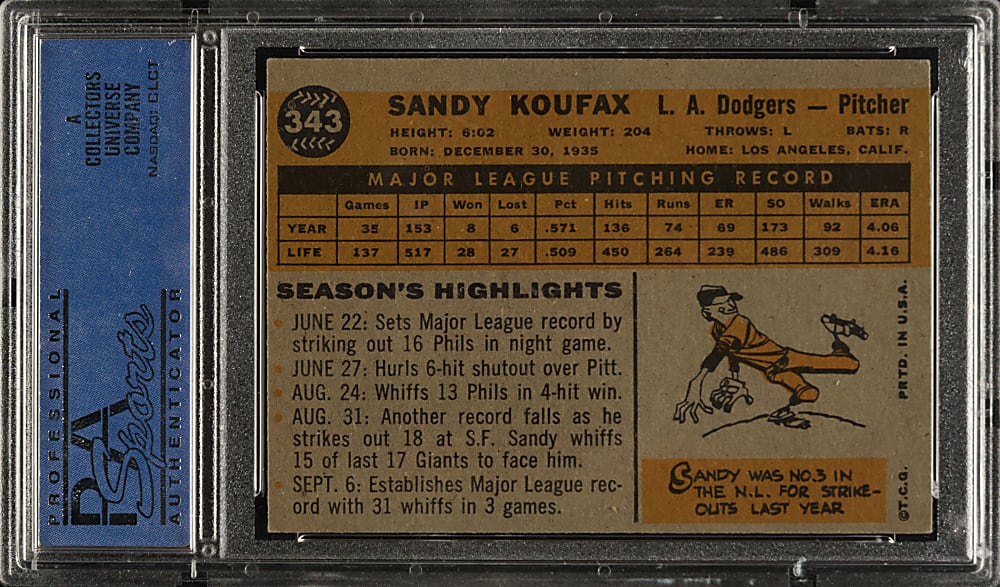 A
COLLECTORS
UNIVERSE
COMPANY
NASDAQ: CLCT
PROFESSIONAL
PSA
Sports
AUTHENTICATOR
343
SANDY KOUFAX L. A. Dodgers — Pitcher
HEIGHT: 6:02 WEIGHT: 204 THROWS: L BATS: R
BORN: DECEMBER 30, 1935 HOME: LOS ANGELES, CALIF.
MAJOR LEAGUE PITCHING RECORD
Games IP Won Lost Pct Hits Runs ER SO Walks ERA
YEAR 35 153 8 6 .571 136 74 69 173 92 4.06
LIFE 137 517 28 27 .509 450 264 239 486 309 4.16
SEASON'S HIGHLIGHTS
JUNE 22: Sets Major League record by
striking out 16 Phils in night game.
JUNE 27: Hurls 6-hit shutout over Pitt.
AUG. 24: Whiffs 13 Phils in 4-hit win.
AUG. 31: Another record falls as he
strikes out 18 at S.F. Sandy whiffs
15 of last 17 Giants to face him.
SEPT. 6: Establishes Major League rec-
ord with 31 whiffs in 3 games.
SANDY WAS NO.3 IN
THE N.L. FOR STRIKE-
OUTS LAST YEAR
©T.C.G. PRTD. IN U.S.A.